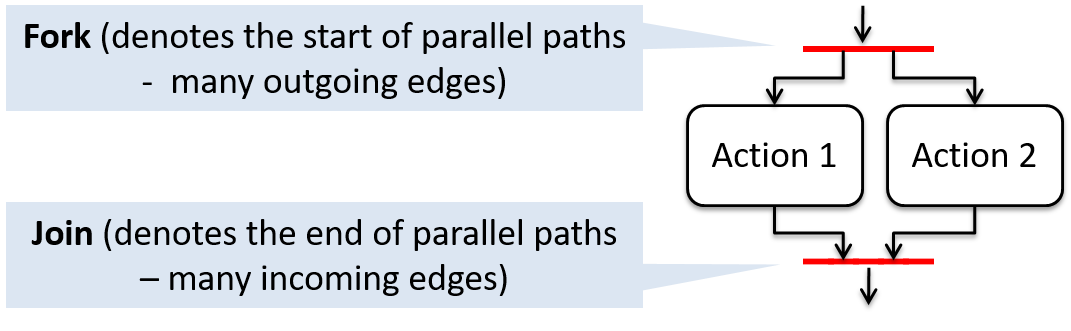 Fork (denotes the start of parallel paths
- many outgoing edges)
Action 1
Action 2
Join (denotes the end of parallel paths
– many incoming edges)